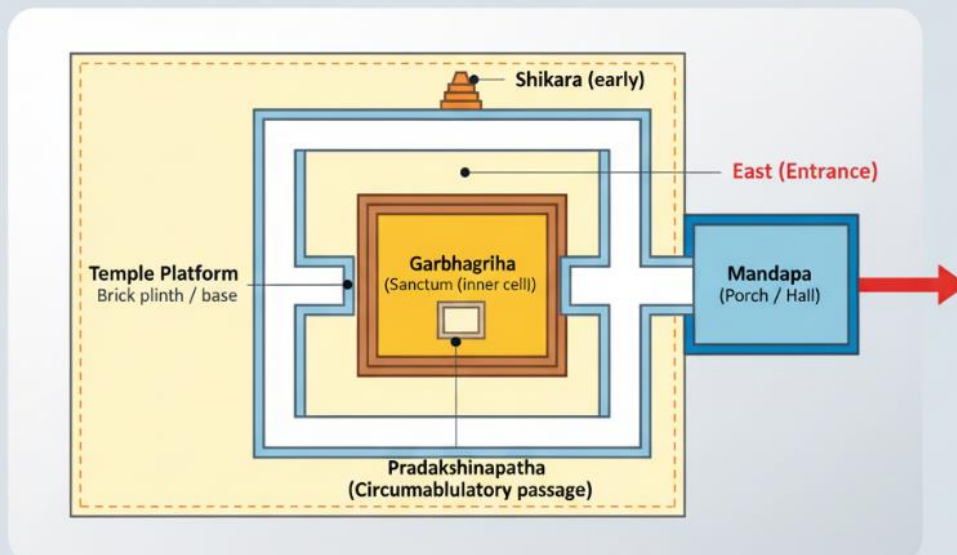 Shikara (early)
East (Entrance)
Temple Platform
Brick plinth / base
Garbhagriha
(Sanctum (inner cell))
Mandapa
(Porch / Hall)
Pradakshinapatha
(Circumablulatory passage)